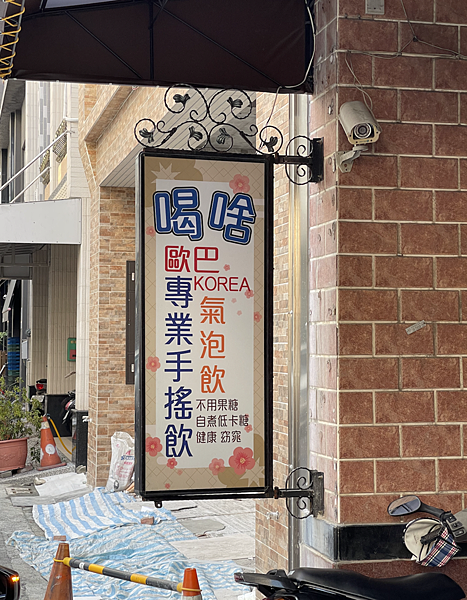 喝啥
歐巴
KOREA
氣泡飲
專業手搖飲
不用果糖
自煮低卡糖
健康 窈窕